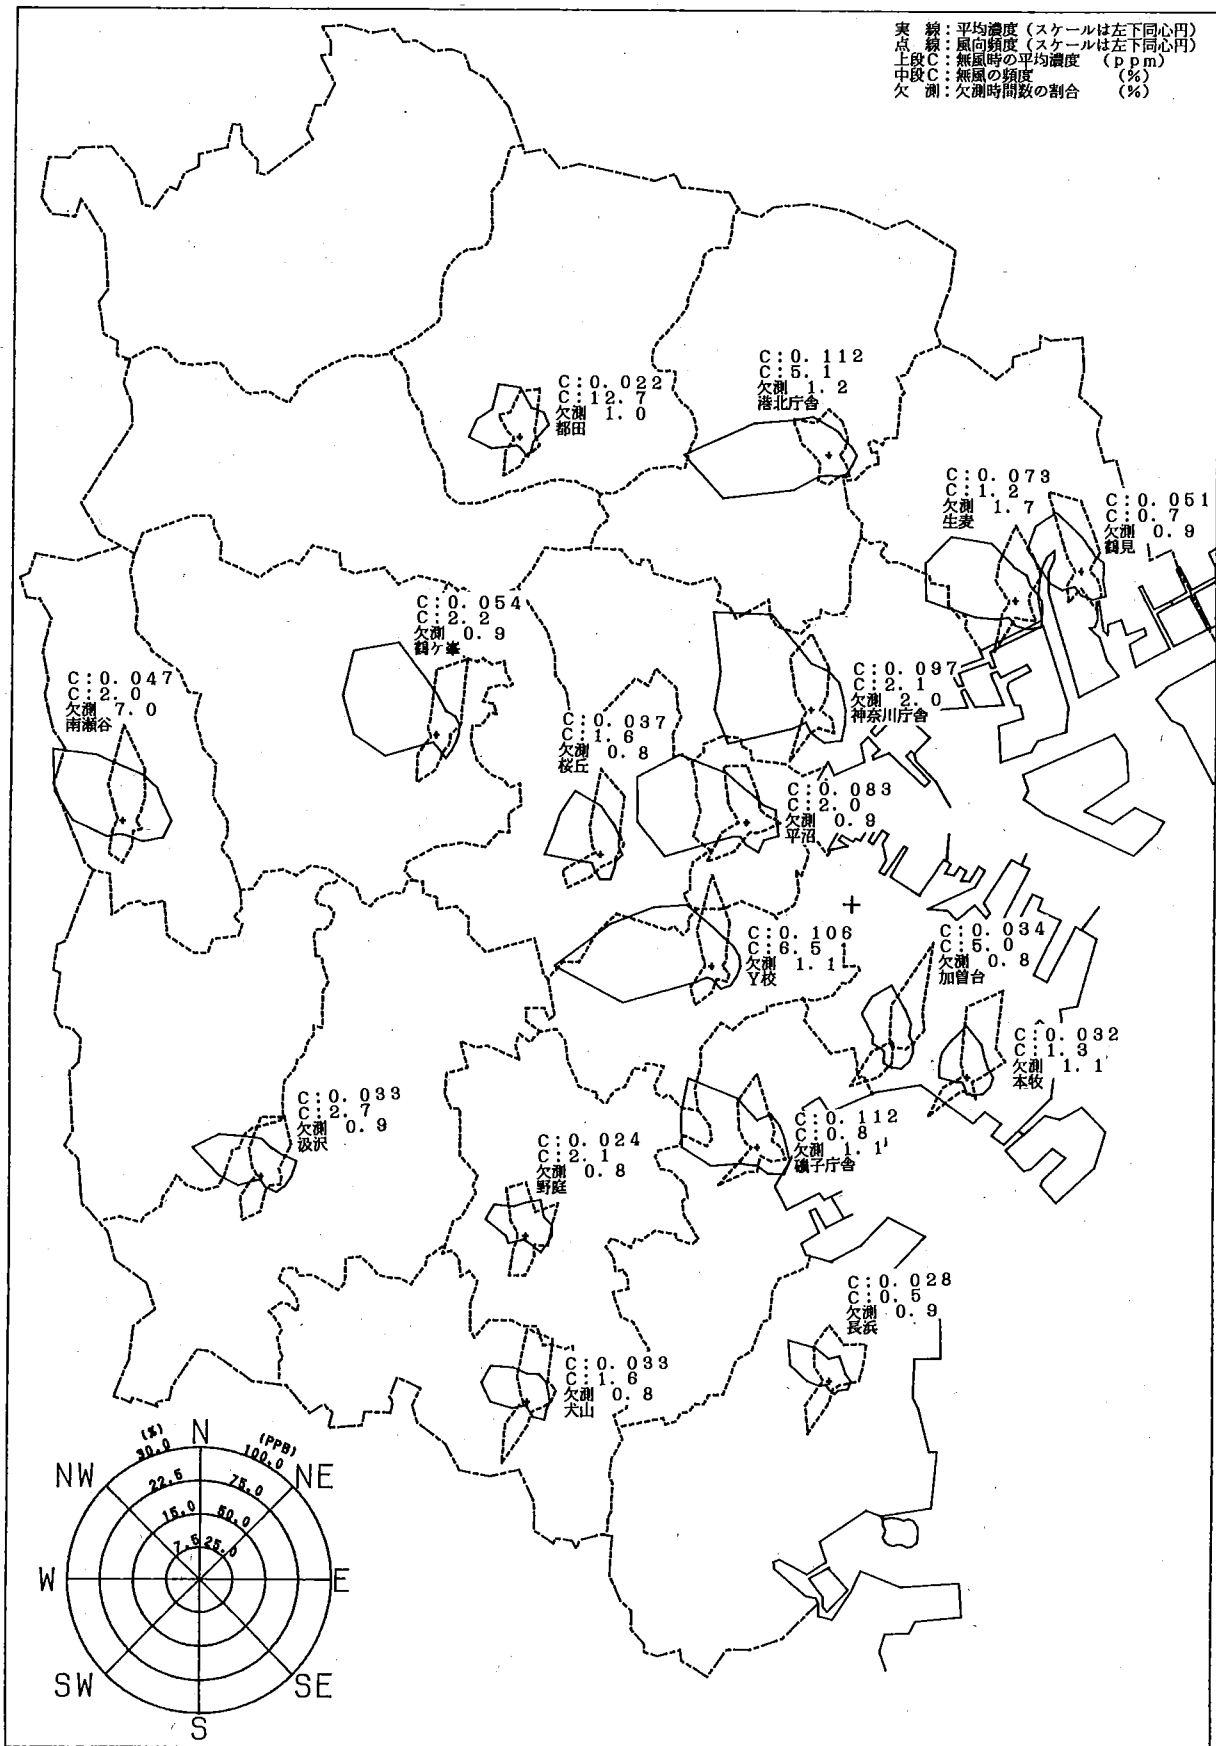 実　線：平均濃度（スケールは左下同心円）
点　線：風向頻度（スケールは左下同心円）
上段C：無風時の平均濃度　（ppm）
中段C：無風の頻度　（%）
欠　測：欠測時間数の割合　（%）
C:0.112
C:5.1
欠測 1.2
港北庁舎
C:0.022
C:12.7
欠測 1.0
都田
C:0.073
C:1.2
欠測 1.7
生麦
C:0.051
C:0.7
欠測 0.9
鶴見
C:0.054
C:2.2
欠測 0.9
鶴ケ峯
C:0.047
C:2.0
欠測 7.0
南瀬谷
C:0.097
C:2.1
欠測 2.0
神奈川庁舎
C:0.037
C:1.6
欠測 0.8
桜丘
C:0.083
C:2.0
欠測 0.9
平沼
C:0.106
C:6.5
欠測 1.1
Y校
C:0.034
C:5.0
欠測 0.8
加曽台
C:0.032
C:1.3
欠測 1.1
本牧
C:0.033
C:2.7
欠測 0.9
汲沢
C:0.112
C:0.8
欠測 1.1
磯子庁舎
C:0.024
C:2.1
欠測 0.8
野庭
C:0.028
C:0.5
欠測 0.9
長浜
C:0.033
C:1.6
欠測 0.8
犬山
N
(%) (PPB)
30.0 100.0
NW NE
22.5 75.0
15.0 50.0
7.5 25.0
W E
SW SE
S